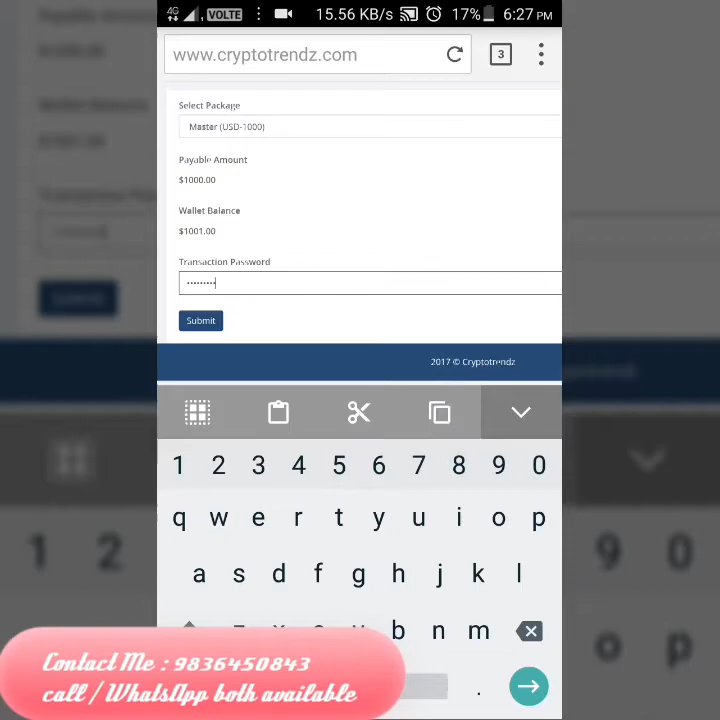 4G VOLTE 15.56 KB/s 17% 6:27 PM
www.cryptotrendz.com 3
Select Package
Master (USD-1000)
Payable Amount
$1000.00
Wallet Balance
$1001.00
Transaction Password
Submit
2017 © Cryptotrendz
1 2 3 4 5 6 7 8 9 0
q w e r t y u i o p
a s d f g h j k l
b n m
.
Contact Me : 9836450843
call / WhatsApp both available